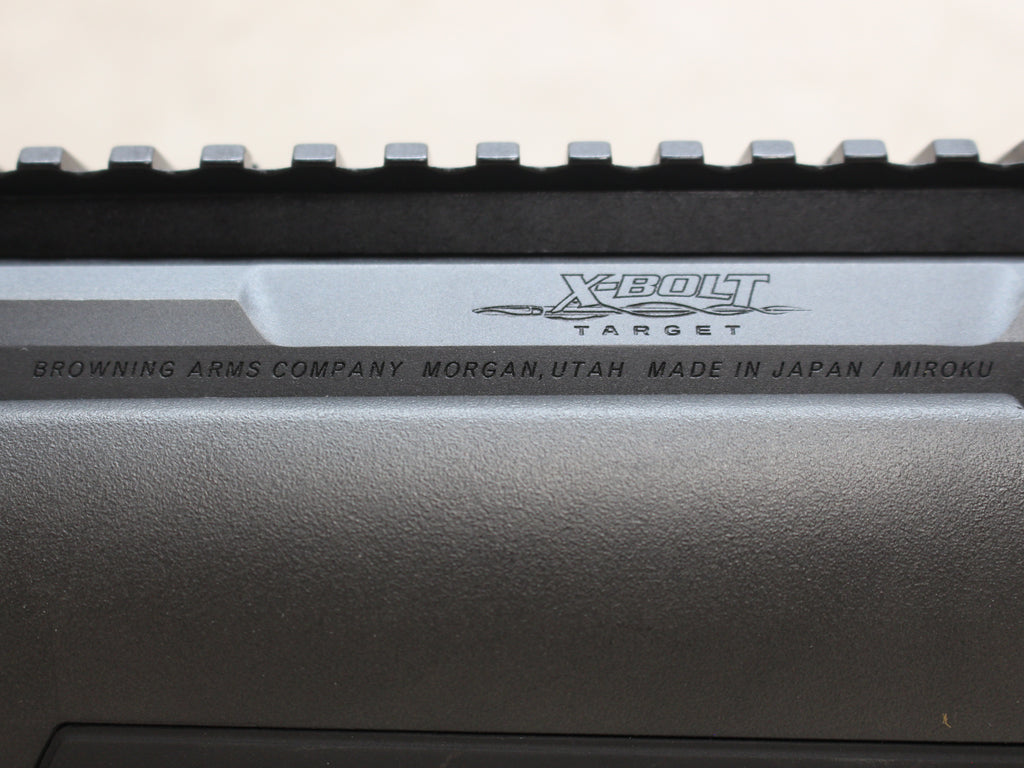 X-BOLT
TARGET
BROWNING ARMS COMPANY MORGAN, UTAH MADE IN JAPAN / MIROKU